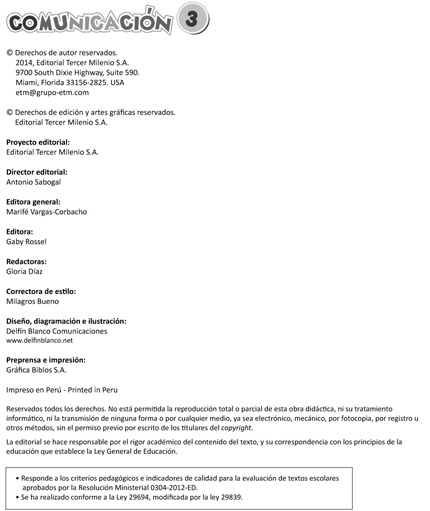 COMUNICACIÓN 3
© Derechos de autor reservados.
2014, Editorial Tercer Milenio S.A.
9700 South Dixie Highway, Suite 590.
Miami, Florida 33156-2825. USA
etm@grupo-etm.com
© Derechos de edición y artes gráficas reservados.
Editorial Tercer Milenio S.A.
Proyecto editorial:
Editorial Tercer Milenio S.A.
Director editorial:
Antonio Sabogal
Editora general:
Marifé Vargas-Corbacho
Editora:
Gaby Rossel
Redactoras:
Gloria Díaz
Correctora de estilo:
Milagros Bueno
Diseño, diagramación e ilustración:
Delfín Blanco Comunicaciones
www.delfinblanco.net
Preprensa e impresión:
Gráfica Biblos S.A.
Impreso en Perú - Printed in Peru
Reservados todos los derechos. No está permitida la reproducción total o parcial de esta obra didáctica, ni su tratamiento
informático, ni la transmisión de ninguna forma o por cualquier medio, ya sea electrónico, mecánico, por fotocopia, por registro u
otros métodos, sin el permiso previo por escrito de los titulares del copyright.
La editorial se hace responsable por el rigor académico del contenido del texto, y su correspondencia con los principios de la
educación que establece la Ley General de Educación.
• Responde a los criterios pedagógicos e indicadores de calidad para la evaluación de textos escolares
aprobados por la Resolución Ministerial 0304-2012-ED.
• Se ha realizado conforme a la Ley 29694, modificada por la ley 29839.